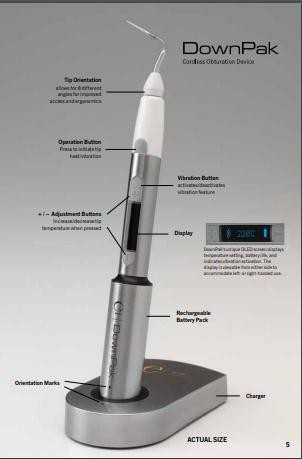 DownPak
Cordless Obturation Device
Tip Orientation
allows for 8 different
angles for improved
access and ergonomics
Operation Button
Press to initiate tip
heat/vibration
Vibration Button
activates/deactivates
vibration feature
+ / – Adjustment Buttons
Increase/decrease tip
temperature when pressed
Display
220C
DownPak's unique OLED screen displays
temperature setting, battery life, and
indicates vibration activation. The
display is viewable from either side to
accommodate left- or right-handed use.
Rechargeable
Battery Pack
DownPak
Orientation Marks
Charger
ACTUAL SIZE
5